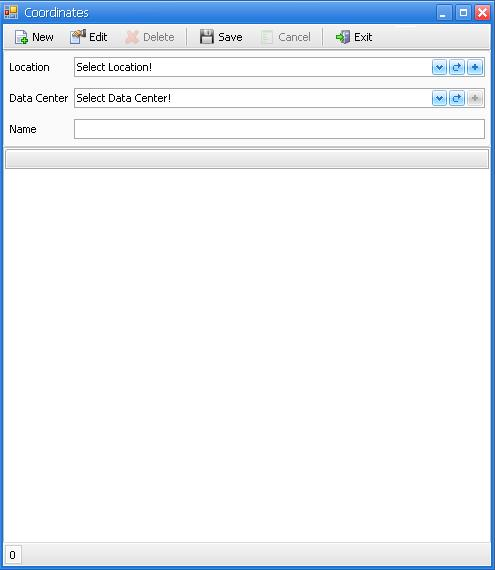 Coordinates
New Edit Delete Save Cancel Exit
Location Select Location!
Data Center Select Data Center!
Name
0